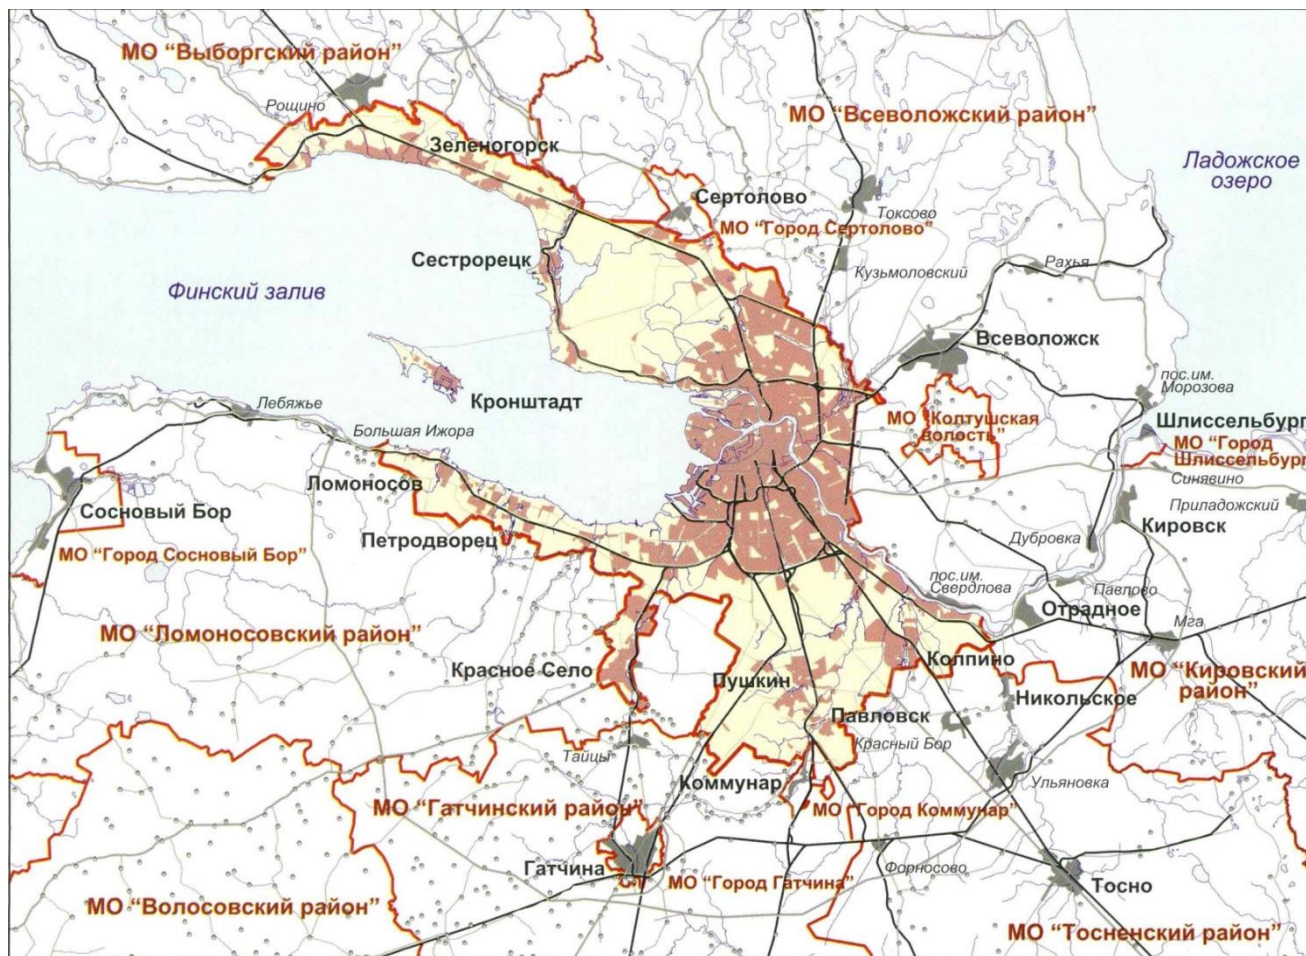 МО “Выборгский район”
Рощино
Зеленогорск
МО “Всеволожский район”
Ладожское
озеро
Сертолово
МО “Город Сертолово”
Токсово
Сестрорецк
Кузьмоловский
Рахья
Финский залив
Всеволожск
пос.им.
Морозова
Кронштадт
Лебяжье
Большая Ижора
МО “Колтушская
волость”
Шлиссельбург
МО “Город
Шлиссельбург
Синявино
Ломоносов
Сосновый Бор
Приладожский
Кировск
Петродворец
Дубровка
МО “Город Сосновый Бор”
пос.им.
Свердлова
Павлово
Отрадное
Мга
МО “Ломоносовский район”
Красное Село
Пушкин
Колпино
МО “Кировский
район”
Никольское
Павловск
Красный Бор
Тайцы
Коммунар
Ульяновка
МО “Гатчинский район”
МО “Город Коммунар”
Гатчина
МО “Город Гатчина”
Форносово
Тосно
МО “Волосовский район”
МО “Тосненский район”